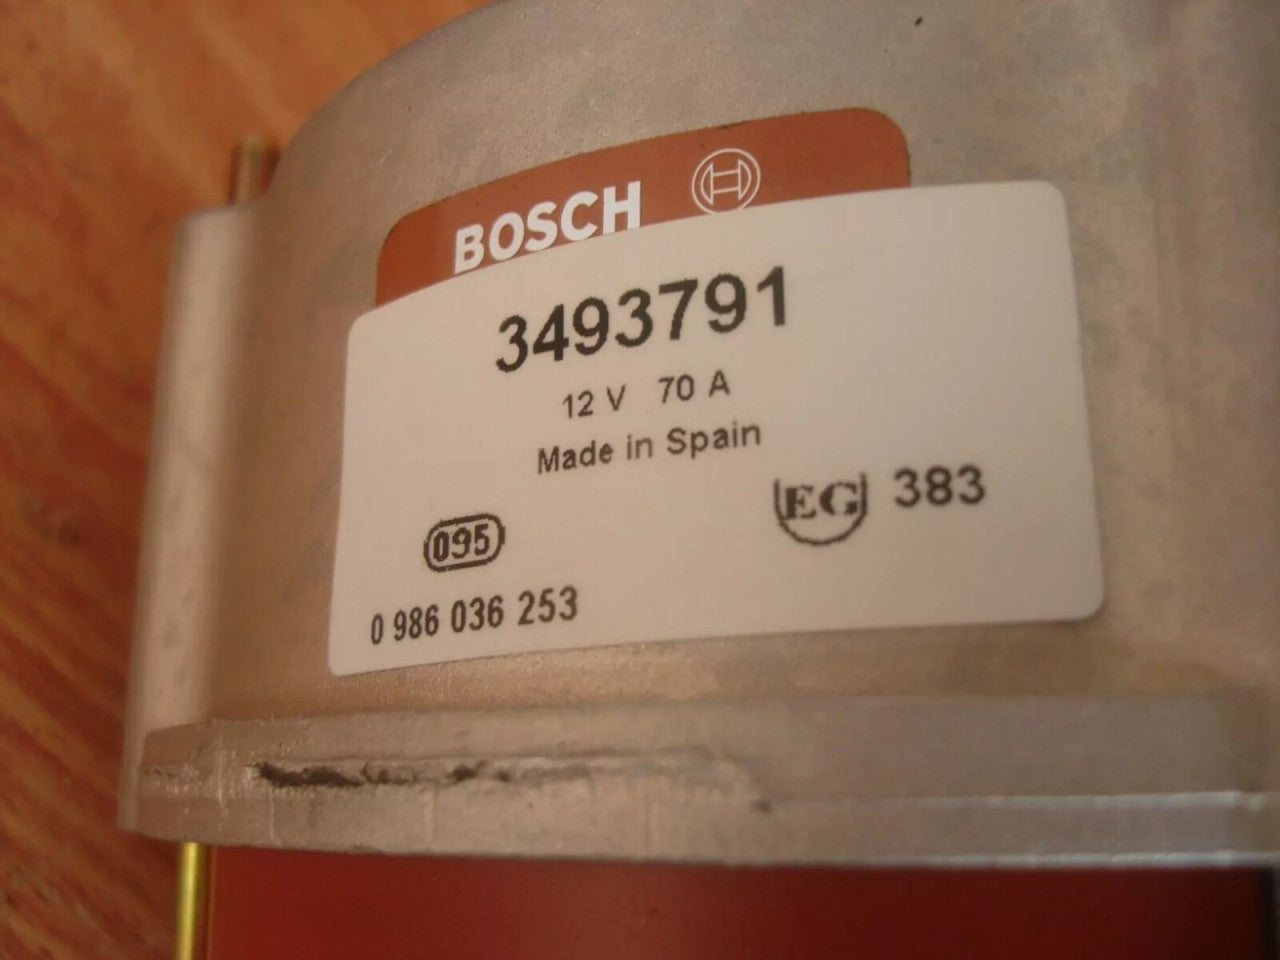 BOSCH
3493791
12 V 70 A
Made in Spain
EG 383
095
0 986 036 253